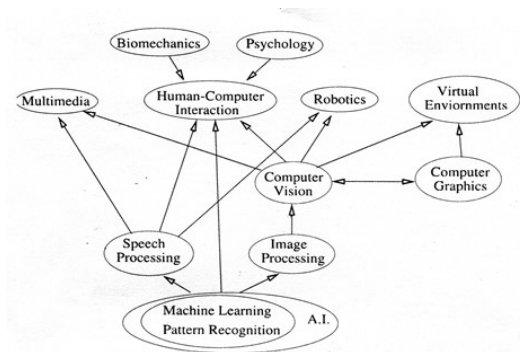 Biomechanics
Psychology
Multimedia
Human-Computer
Interaction
Robotics
Virtual
Enviornments
Computer
Vision
Computer
Graphics
Speech
Processing
Image
Processing
Machine Learning
Pattern Recognition
A.I.